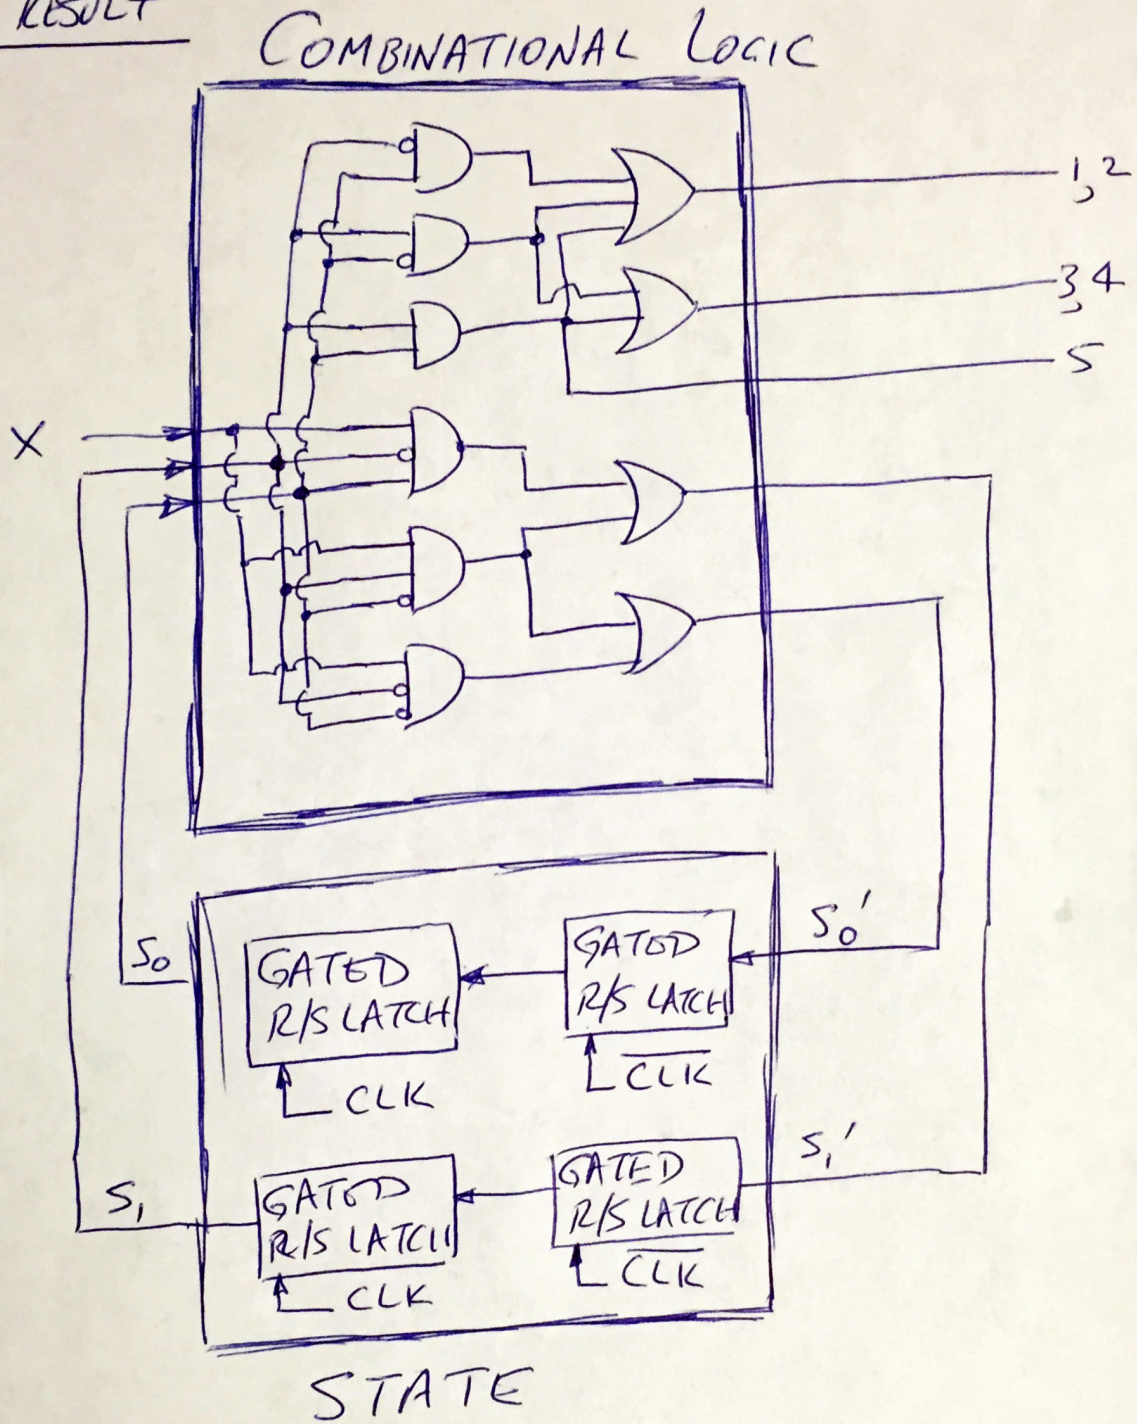 RESULT
COMBINATIONAL LOGIC
1,2
3,4
5
X
S0'
S0
GATED
R/S LATCH
GATED
R/S LATCH
CLK
CLK
S1'
S1
GATED
R/S LATCH
GATED
R/S LATCH
CLK
CLK
STATE